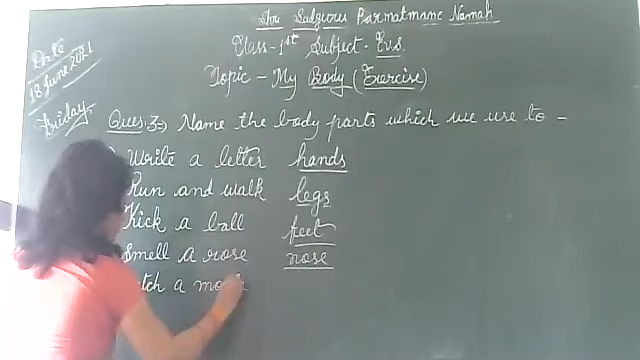 Shri Sadguru Parmatmane Namah
Class-1st Subject- E.v.s.
Date
18 June 2021
Friday
Topic - My Body (Exercise)
Ques. 3.) Name the body parts which we use to -
Write a letter hands
Run and walk legs
Kick a ball feet
Smell a rose nose
a